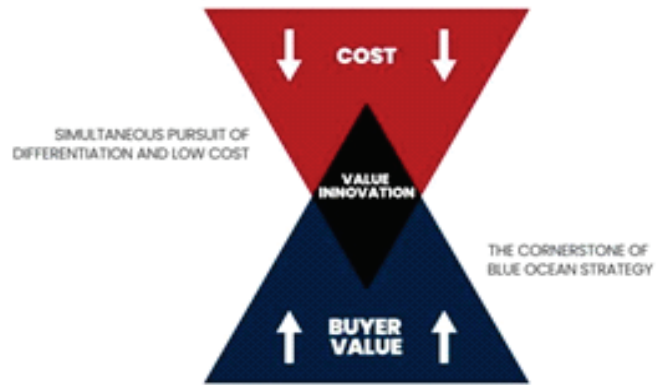 COST
SIMULTANEOUS PURSUIT OF
DIFFERENTIATION AND LOW COST
VALUE
INNOVATION
THE CORNERSTONE OF
BLUE OCEAN STRATEGY
BUYER
VALUE